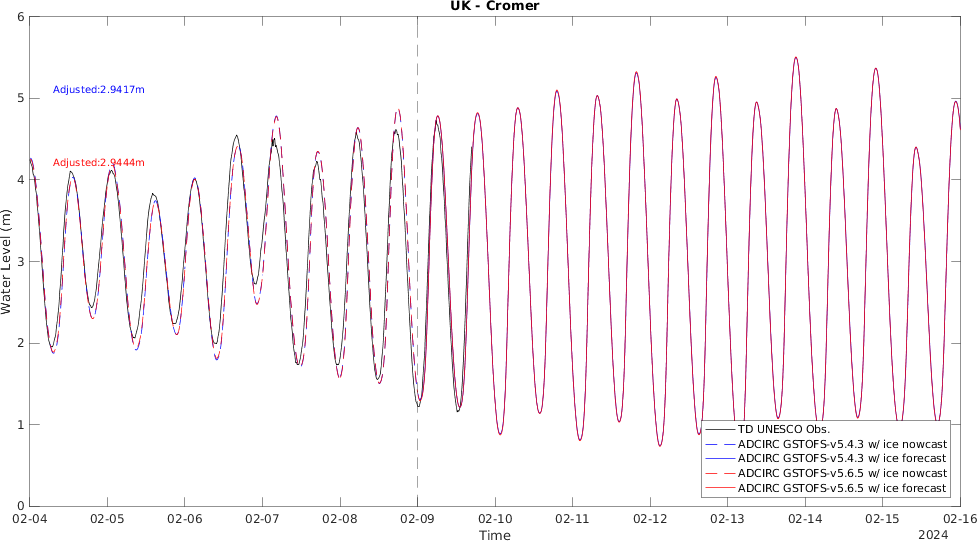 UK - Cromer
6
5
4
3
2
1
0
Water Level (m)
Adjusted:2.9417m
Adjusted:2.9444m
TD UNESCO Obs.
ADCIRC GSTOFS-v5.4.3 w/ ice nowcast
ADCIRC GSTOFS-v5.4.3 w/ ice forecast
ADCIRC GSTOFS-v5.6.5 w/ ice nowcast
ADCIRC GSTOFS-v5.6.5 w/ ice forecast
02-04 02-05 02-06 02-07 02-08 02-09 02-10 02-11 02-12 02-13 02-14 02-15 02-16
Time
2024